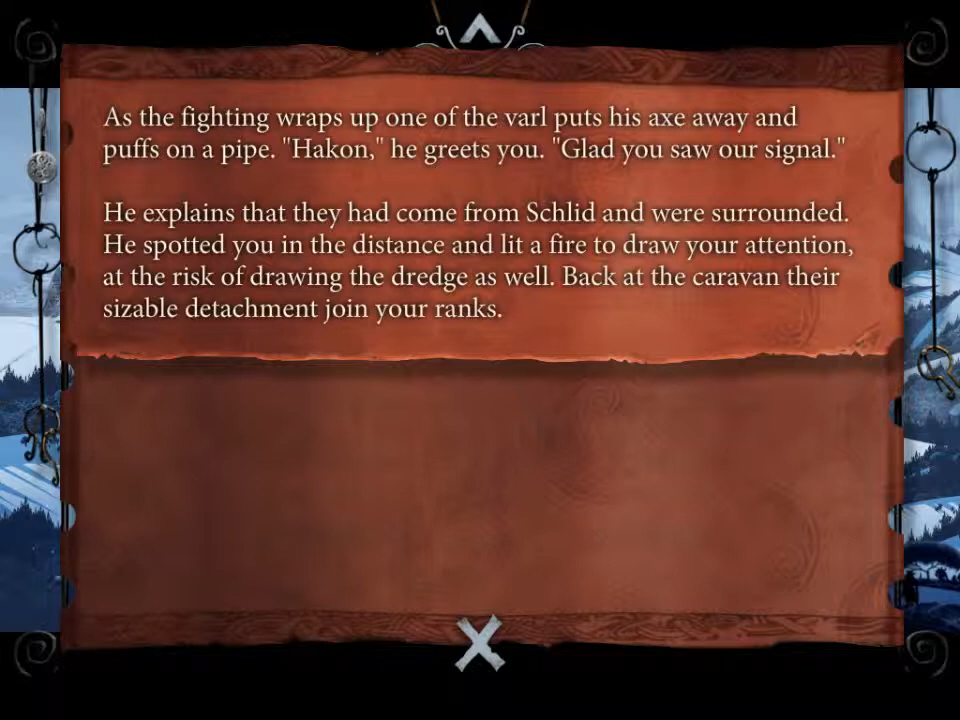 As the fighting wraps up one of the varl puts his axe away and
puffs on a pipe. "Hakon," he greets you. "Glad you saw our signal."
He explains that they had come from Schlid and were surrounded.
He spotted you in the distance and lit a fire to draw your attention,
at the risk of drawing the dredge as well. Back at the caravan their
sizable detachment join your ranks.